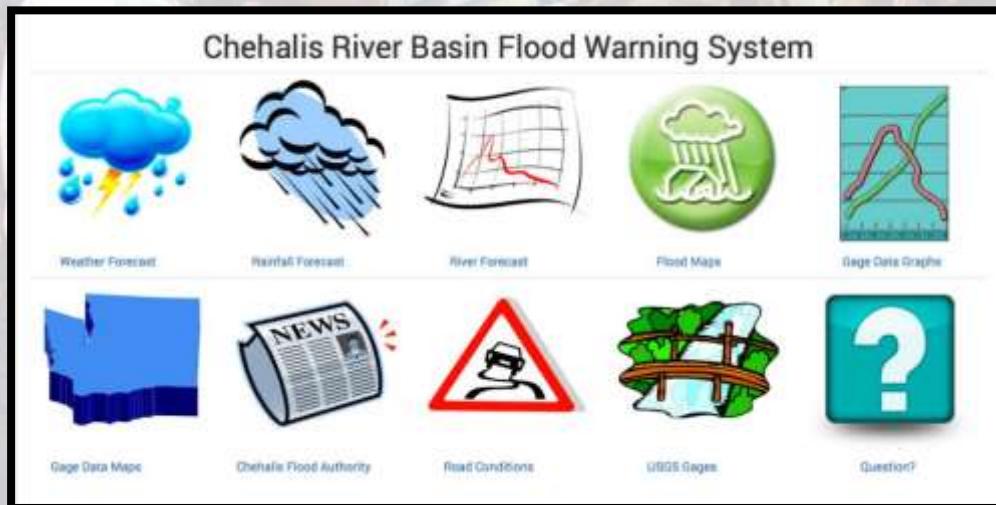 Chehalis River Basin Flood Warning System
Weather Forecast
Rainfall Forecast
River Forecast
Flood Maps
Gage Data Graphs
NEWS
Gage Data Maps
Chehalis Flood Authority
Road Conditions
USGS Gages
Question?